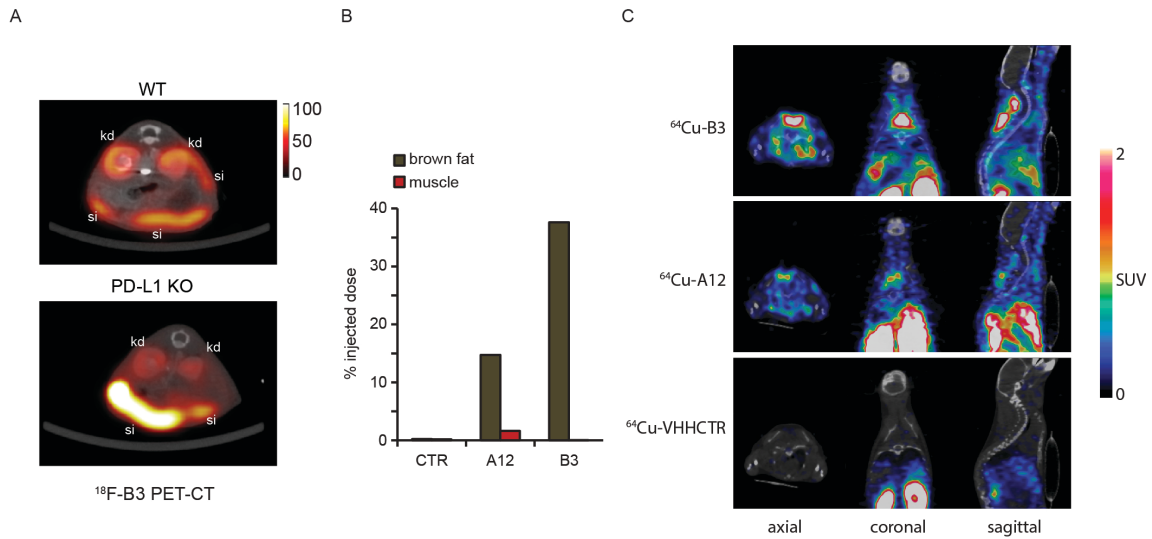 A
WT
kd
kd
si
si
si
100
50
0
PD-L1 KO
kd
kd
si
si
¹⁸F-B3 PET-CT
B
brown fat
muscle
% injected dose
40
30
20
10
0
CTR
A12
B3
C
⁶⁴Cu-B3
⁶⁴Cu-A12
⁶⁴Cu-VHHCTR
axial
coronal
sagittal
2
SUV
0